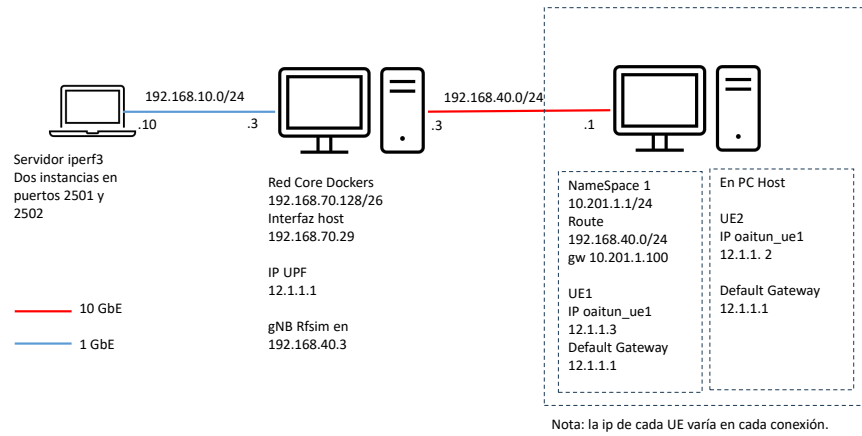 192.168.10.0/24
.10
.3
192.168.40.0/24
.3
.1
Servidor iperf3
Dos instancias en
puertos 2501 y
2502
Red Core Dockers
192.168.70.128/26
Interfaz host
192.168.70.29
IP UPF
12.1.1.1
gNB Rfsim en
192.168.40.3
NameSpace 1
10.201.1.1/24
Route
192.168.40.0/24
gw 10.201.1.100
UE1
IP oaitun_ue1
12.1.1.3
Default Gateway
12.1.1.1
En PC Host
UE2
IP oaitun_ue1
12.1.1. 2
Default Gateway
12.1.1.1
10 GbE
1 GbE
Nota: la ip de cada UE varía en cada conexión.